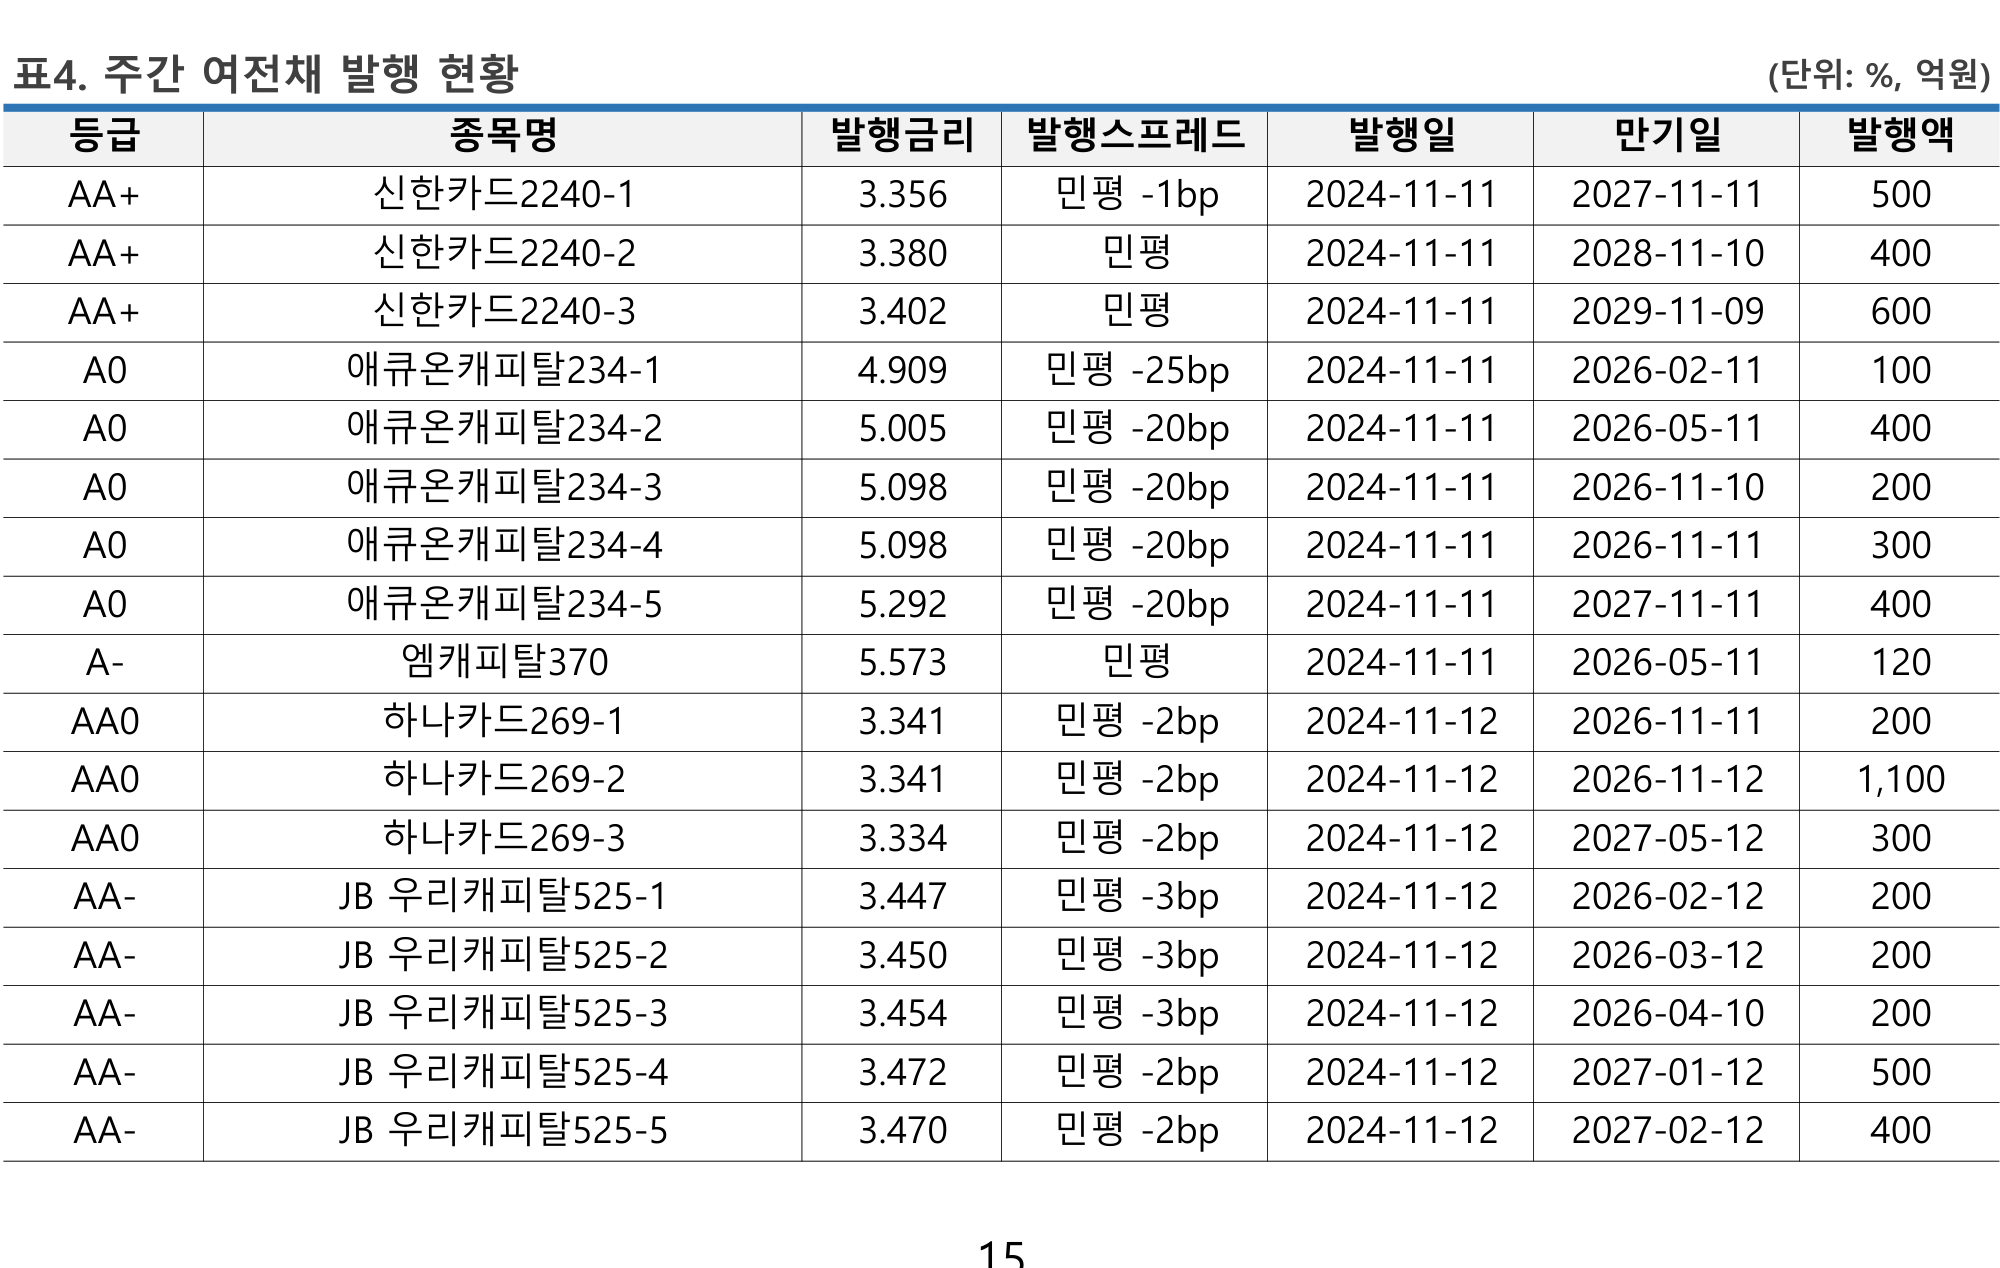 표4. 주간 여전채 발행 현황 (단위: %, 억원)
등급 종목명 발행금리 발행스프레드 발행일 만기일 발행액
AA+ 신한카드2240-1 3.356 민평 -1bp 2024-11-11 2027-11-11 500
AA+ 신한카드2240-2 3.380 민평 2024-11-11 2028-11-10 400
AA+ 신한카드2240-3 3.402 민평 2024-11-11 2029-11-09 600
A0 애큐온캐피탈234-1 4.909 민평 -25bp 2024-11-11 2026-02-11 100
A0 애큐온캐피탈234-2 5.005 민평 -20bp 2024-11-11 2026-05-11 400
A0 애큐온캐피탈234-3 5.098 민평 -20bp 2024-11-11 2026-11-10 200
A0 애큐온캐피탈234-4 5.098 민평 -20bp 2024-11-11 2026-11-11 300
A0 애큐온캐피탈234-5 5.292 민평 -20bp 2024-11-11 2027-11-11 400
A- 엠캐피탈370 5.573 민평 2024-11-11 2026-05-11 120
AA0 하나카드269-1 3.341 민평 -2bp 2024-11-12 2026-11-11 200
AA0 하나카드269-2 3.341 민평 -2bp 2024-11-12 2026-11-12 1,100
AA0 하나카드269-3 3.334 민평 -2bp 2024-11-12 2027-05-12 300
AA- JB 우리캐피탈525-1 3.447 민평 -3bp 2024-11-12 2026-02-12 200
AA- JB 우리캐피탈525-2 3.450 민평 -3bp 2024-11-12 2026-03-12 200
AA- JB 우리캐피탈525-3 3.454 민평 -3bp 2024-11-12 2026-04-10 200
AA- JB 우리캐피탈525-4 3.472 민평 -2bp 2024-11-12 2027-01-12 500
AA- JB 우리캐피탈525-5 3.470 민평 -2bp 2024-11-12 2027-02-12 400
15